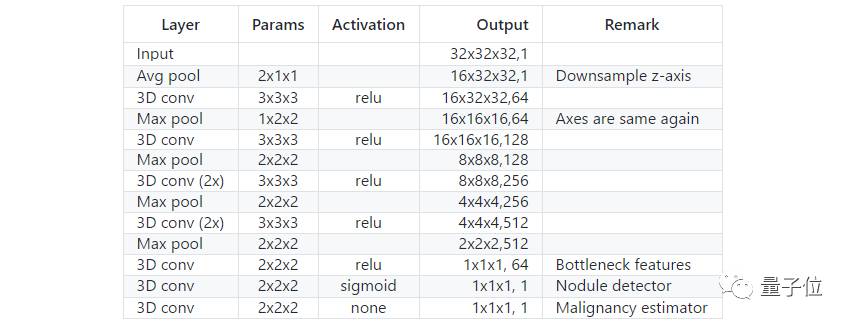 Layer Params Activation Output Remark
Input 32x32x32,1
Avg pool 2x1x1 16x32x32,1 Downsample z-axis
3D conv 3x3x3 relu 16x32x32,64
Max pool 1x2x2 16x16x16,64 Axes are same again
3D conv 3x3x3 relu 16x16x16,128
Max pool 2x2x2 8x8x8,128
3D conv (2x) 3x3x3 relu 8x8x8,256
Max pool 2x2x2 4x4x4,256
3D conv (2x) 3x3x3 relu 4x4x4,512
Max pool 2x2x2 2x2x2,512
3D conv 2x2x2 relu 1x1x1, 64 Bottleneck features
3D conv 2x2x2 sigmoid 1x1x1, 1 Nodule detector
3D conv 2x2x2 none 1x1x1, 1 Malignancy estimator
量子位